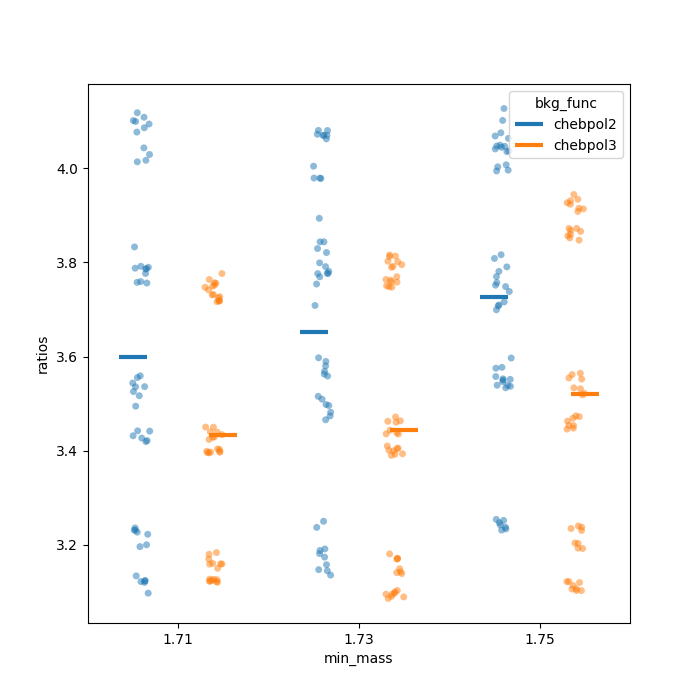 bkg_func
chebpol2
chebpol3
4.0
3.8
3.6
3.4
3.2
ratios
1.71
1.73
1.75
min_mass